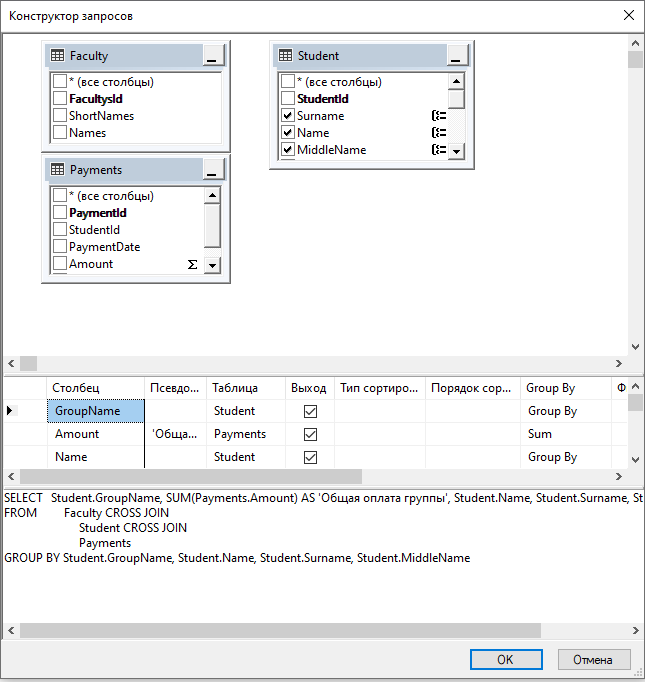 Конструктор запросов
Faculty
* (все столбцы)
FacultysId
ShortNames
Names
Student
* (все столбцы)
StudentId
Surname
Name
MiddleName
Payments
* (все столбцы)
PaymentId
StudentId
PaymentDate
Amount
Столбец Псевдо... Таблица Выход Тип сортиро... Порядок сор... Group By Ф
GroupName Student Group By
Amount 'Обща... Payments Sum
Name Student Group By
SELECT Student.GroupName, SUM(Payments.Amount) AS 'Общая оплата группы', Student.Name, Student.Surname, St
FROM Faculty CROSS JOIN
Student CROSS JOIN
Payments
GROUP BY Student.GroupName, Student.Name, Student.Surname, Student.MiddleName
OK Отмена